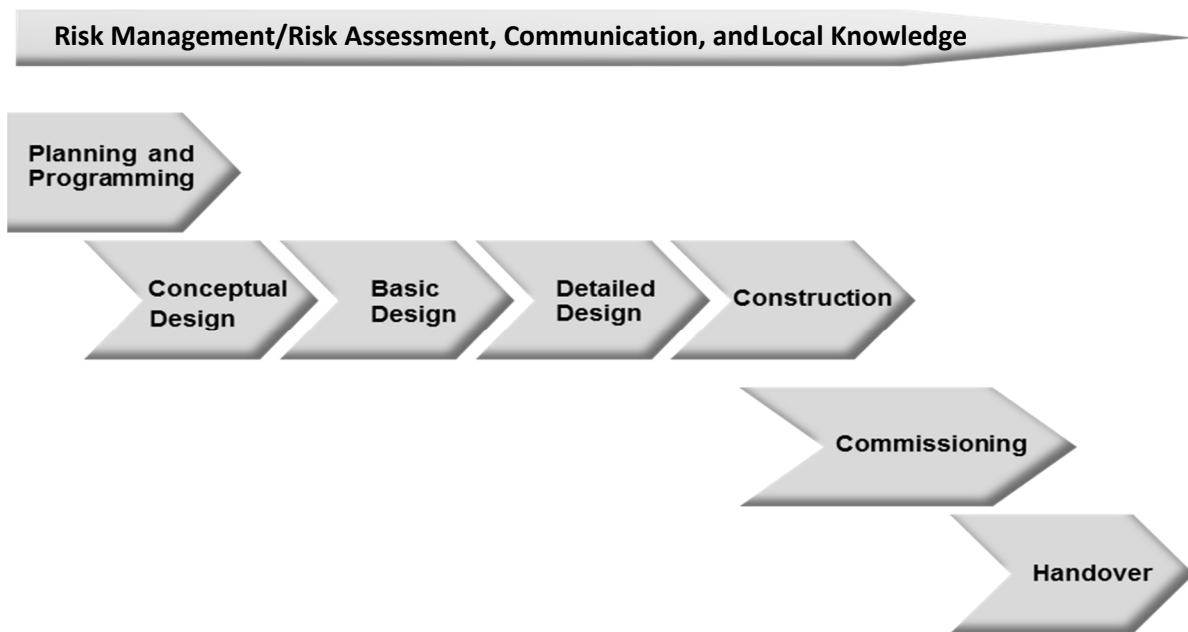 Risk Management/Risk Assessment, Communication, and Local Knowledge
Planning and
Programming
Conceptual
Design
Basic
Design
Detailed
Design
Construction
Commissioning
Handover